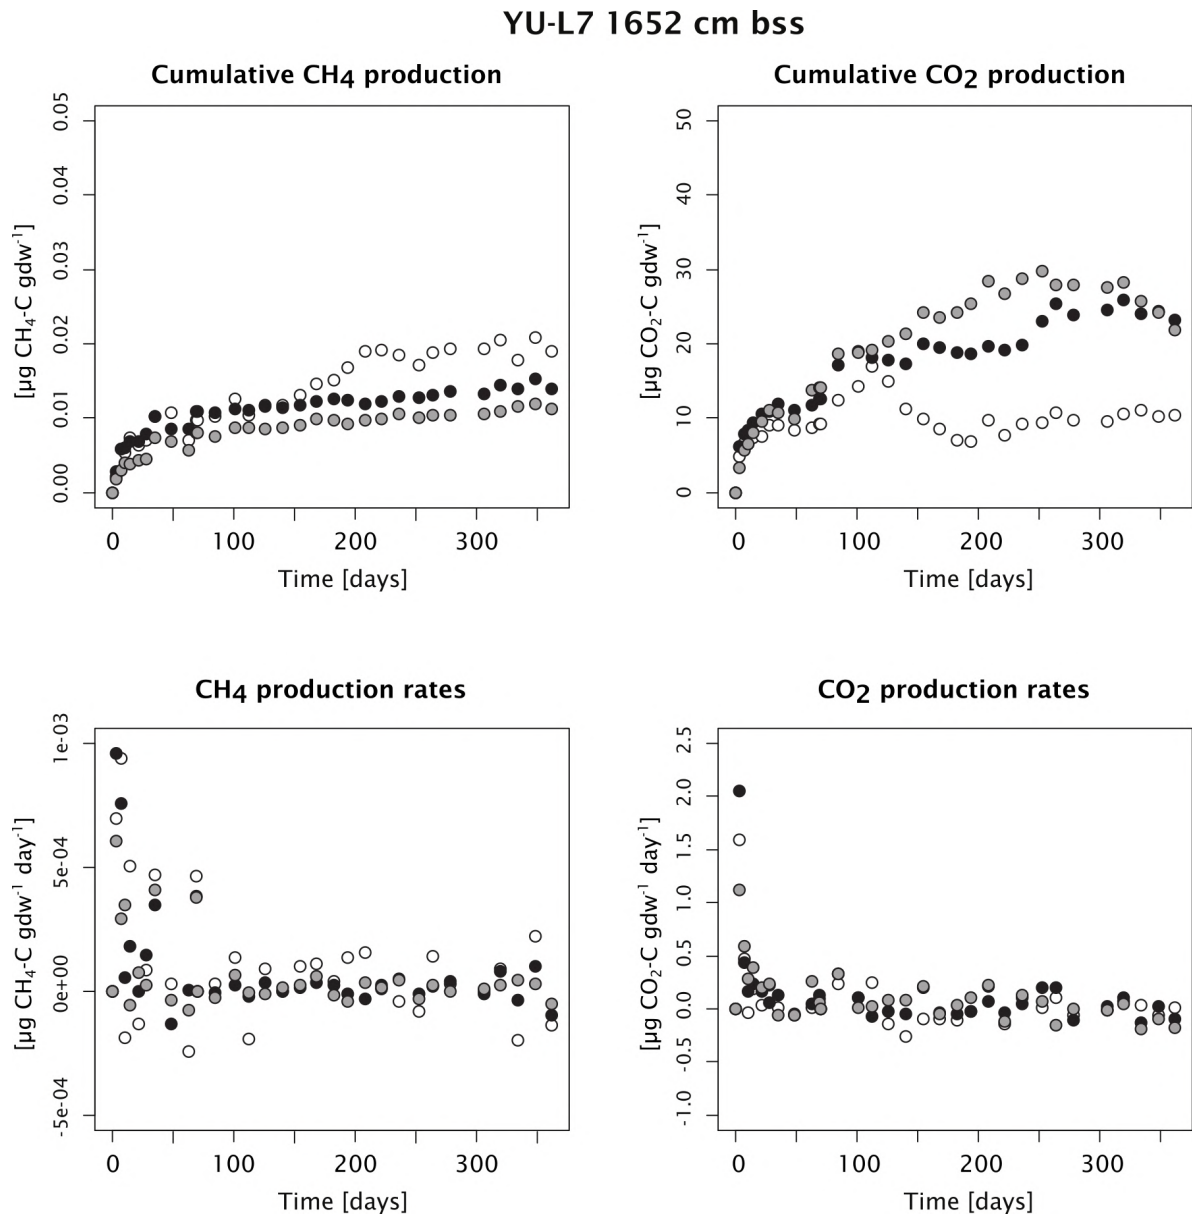 YU-L7 1652 cm bss
Cumulative CH4 production
[µg CH₄-C gdw⁻¹]
0.05
0.04
0.03
0.02
0.01
0.00
0 100 200 300
Time [days]
Cumulative CO2 production
[µg CO₂-C gdw⁻¹]
50
40
30
20
10
0
0 100 200 300
Time [days]
CH4 production rates
[µg CH₄-C gdw⁻¹ day⁻¹]
1e-03
5e-04
0e+00
-5e-04
0 100 200 300
Time [days]
CO2 production rates
[µg CO₂-C gdw⁻¹ day⁻¹]
2.5
2.0
1.5
1.0
0.5
0.0
-0.5
-1.0
0 100 200 300
Time [days]